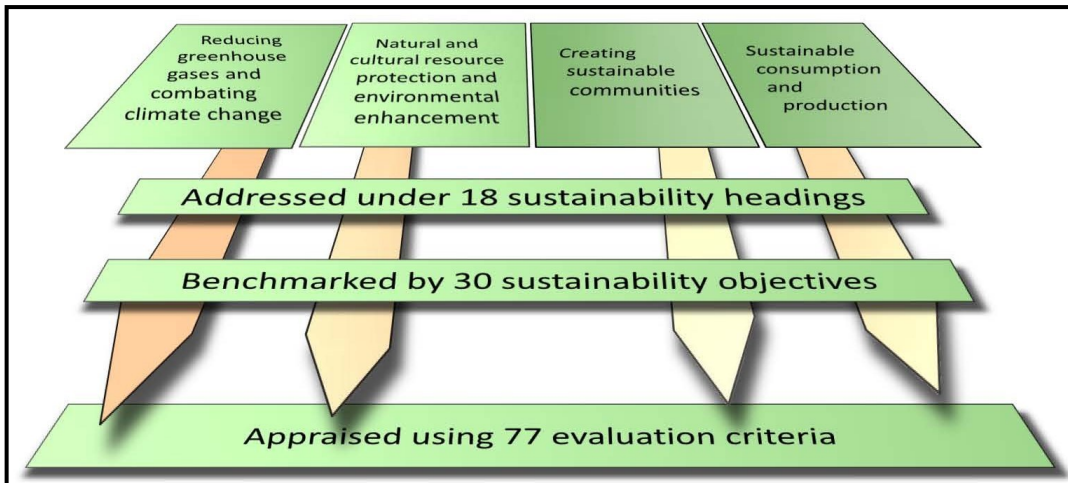 Reducing
greenhouse
gases and
combating
climate change
Natural and
cultural resource
protection and
environmental
enhancement
Creating
sustainable
communities
Sustainable
consumption
and
production
Addressed under 18 sustainability headings
Benchmarked by 30 sustainability objectives
Appraised using 77 evaluation criteria